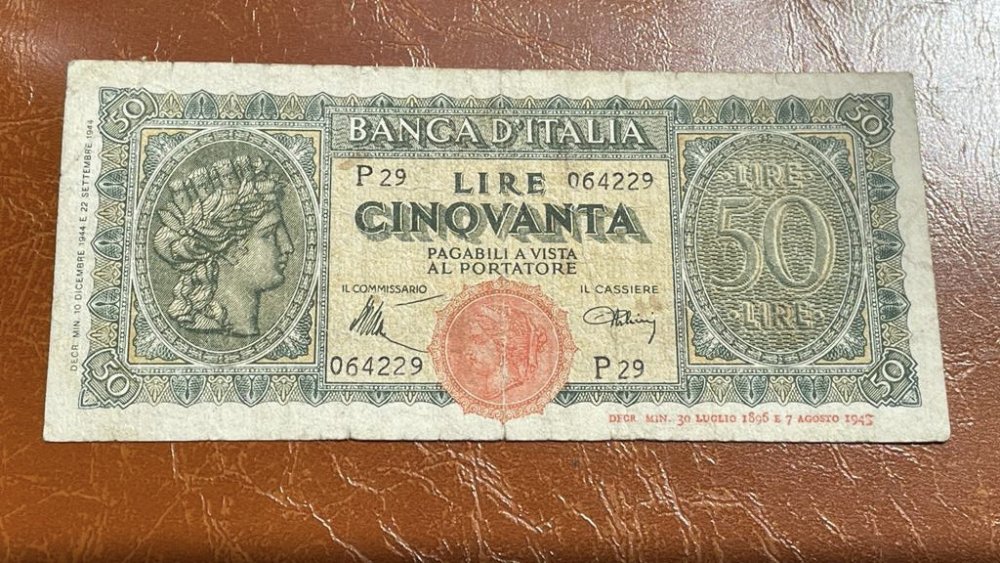 50
50
BANCA D'ITALIA
P 29
LIRE
064229
CINQVANTA
PAGABILI A VISTA
AL PORTATORE
IL COMMISSARIO
IL CASSIERE
064229
P 29
LIRE
50
LIRE
50
50
DECR. MIN. 10 DICEMBRE 1944 E 22 SETTEMBRE 1944
DECR. MIN. 30 LUGLIO 1896 E 7 AGOSTO 1943